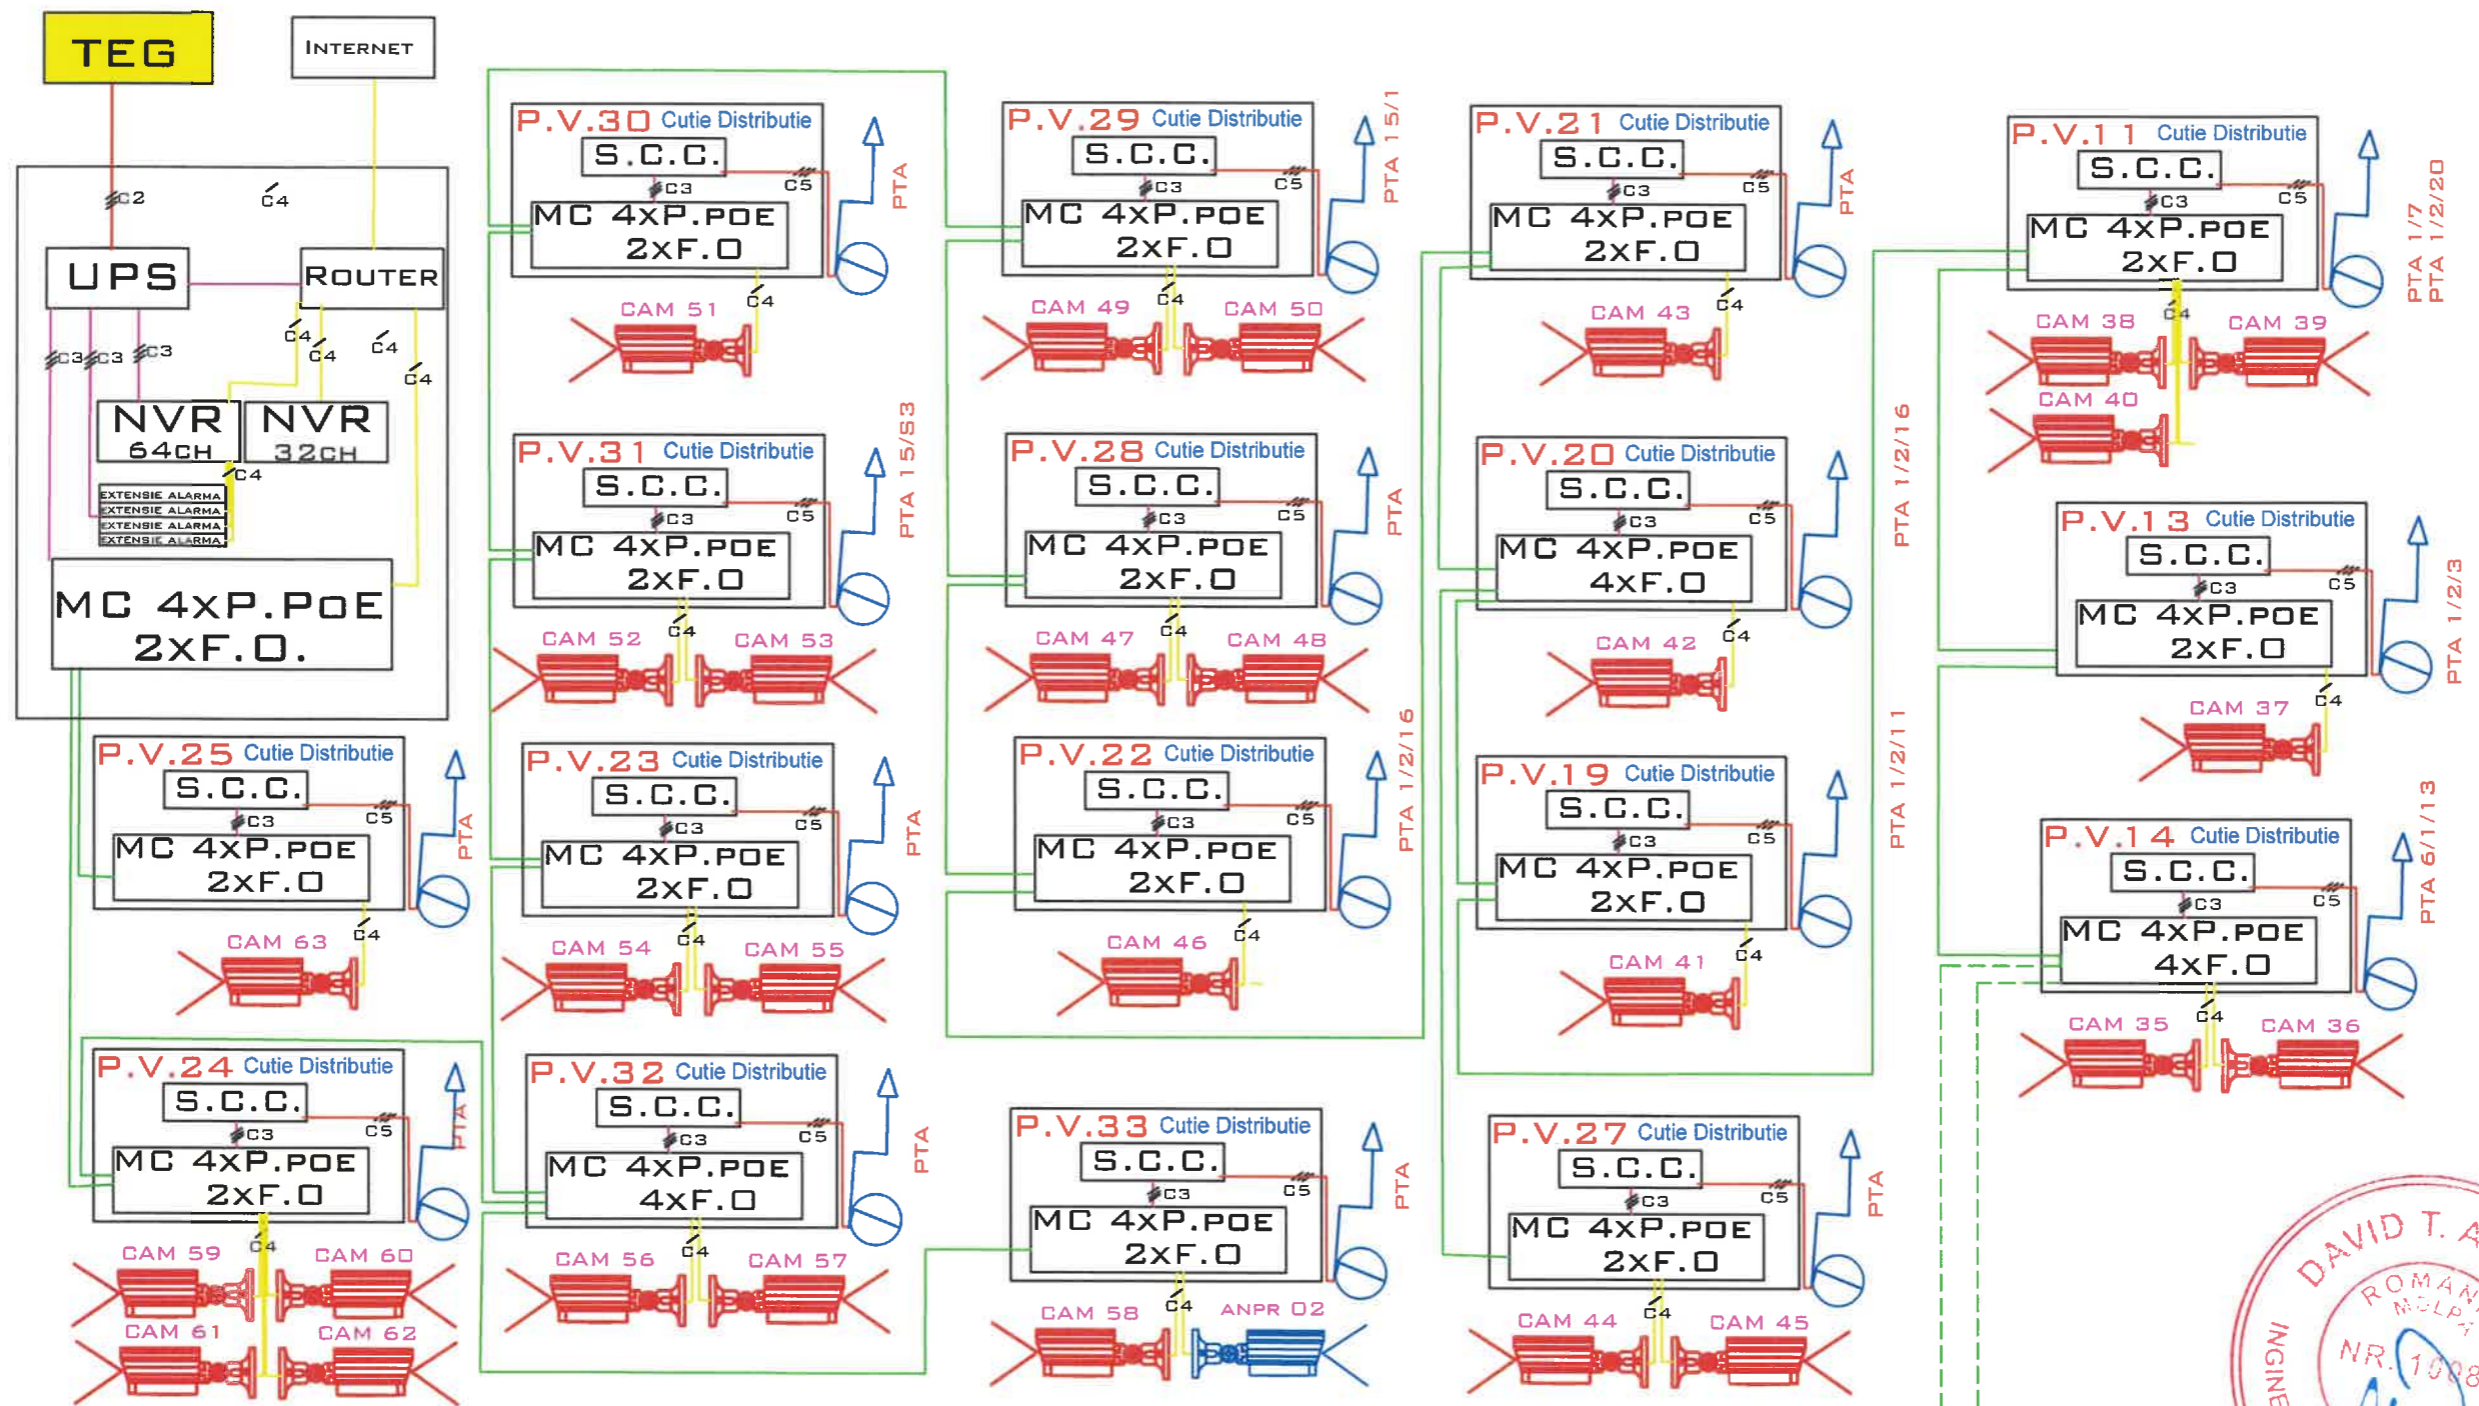 TEG
INTERNET
C2
C4
UPS
ROUTER
C3
C3
C3
C4
C4
C4
C4
NVR
64CH
NVR
32CH
C4
EXTENSIE ALARMA
EXTENSIE ALARMA
EXTENSIE ALARMA
EXTENSIE ALARMA
MC 4xP.PoE
2xF.O.
P.V.25 Cutie Distributie
S.C.C.
C3
C5
MC 4xP.POE
2xF.O
PTA
C4
CAM 63
P.V.24 Cutie Distributie
S.C.C.
C3
C5
MC 4xP.POE
2xF.O
PTA
C4
CAM 59
CAM 60
CAM 61
CAM 62
P.V.30 Cutie Distributie
S.C.C.
C3
C5
MC 4xP.POE
2xF.O
PTA
C4
CAM 51
P.V.31 Cutie Distributie
S.C.C.
C3
C5
MC 4xP.POE
2xF.O
PTA 15/S3
C4
CAM 52
CAM 53
P.V.23 Cutie Distributie
S.C.C.
C3
C5
MC 4xP.POE
2xF.O
PTA
C4
CAM 54
CAM 55
P.V.32 Cutie Distributie
S.C.C.
C3
C5
MC 4xP.POE
4xF.O
PTA
C4
CAM 56
CAM 57
P.V.29 Cutie Distributie
S.C.C.
C3
C5
MC 4xP.POE
2xF.O
PTA 15/1
C4
CAM 49
CAM 50
P.V.28 Cutie Distributie
S.C.C.
C3
C5
MC 4xP.POE
2xF.O
PTA
C4
CAM 47
CAM 48
P.V.22 Cutie Distributie
S.C.C.
C3
C5
MC 4xP.POE
2xF.O
PTA 1/2/16
C4
CAM 46
P.V.33 Cutie Distributie
S.C.C.
C3
C5
MC 4xP.POE
2xF.O
PTA
C4
CAM 58
ANPR 02
P.V.21 Cutie Distributie
S.C.C.
C3
C5
MC 4xP.POE
2xF.O
PTA
C4
CAM 43
P.V.20 Cutie Distributie
S.C.C.
C3
C5
MC 4xP.POE
4xF.O
PTA 1/2/16
C4
CAM 42
P.V.19 Cutie Distributie
S.C.C.
C3
C5
MC 4xP.POE
2xF.O
PTA 1/2/11
C4
CAM 41
P.V.27 Cutie Distributie
S.C.C.
C3
C5
MC 4xP.POE
2xF.O
PTA
C4
CAM 44
CAM 45
P.V.11 Cutie Distributie
S.C.C.
C3
C5
MC 4xP.POE
2xF.O
PTA 1/7
PTA 1/2/20
C4
CAM 38
CAM 39
CAM 40
P.V.13 Cutie Distributie
S.C.C.
C3
C5
MC 4xP.POE
2xF.O
PTA 1/2/3
C4
CAM 37
P.V.14 Cutie Distributie
S.C.C.
C3
C5
MC 4xP.POE
4xF.O
PTA 6/1/13
C4
CAM 35
CAM 36
DAVID T. A
ROMAN
NR.
INGINE